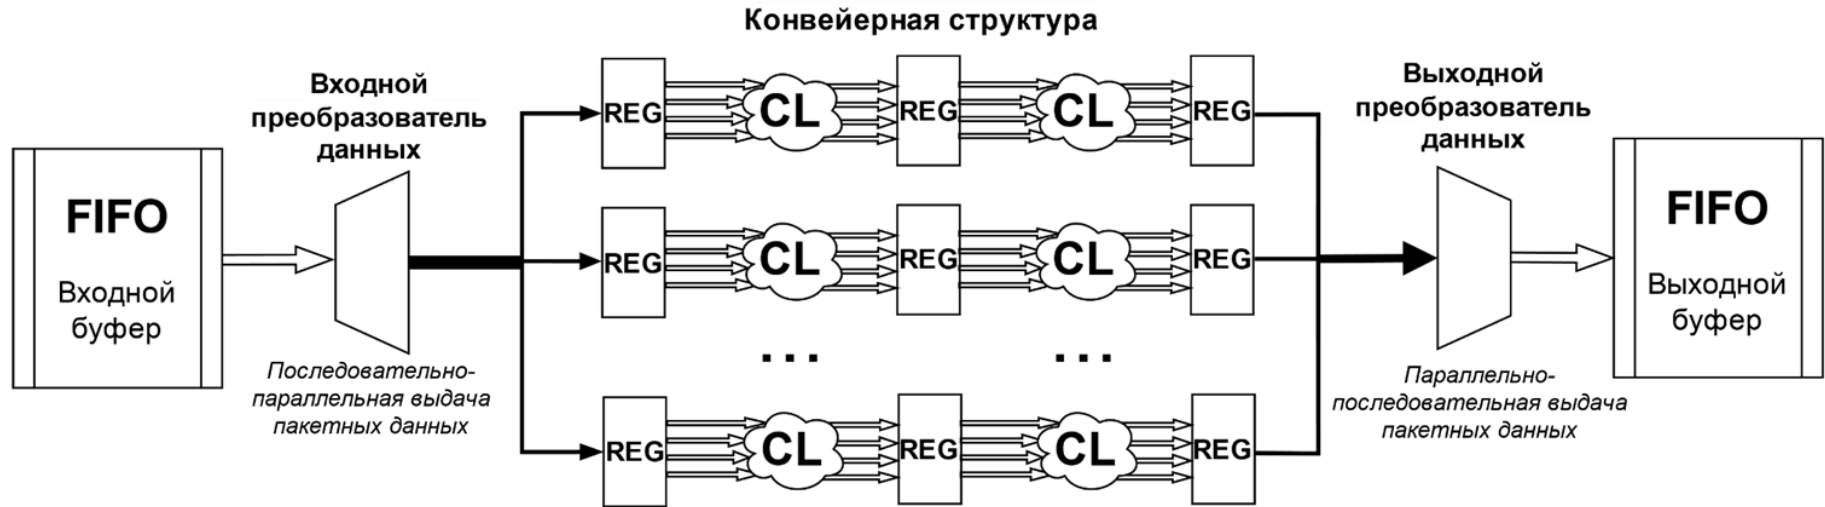 Конвейерная структура
Входной
преобразователь
данных
Выходной
преобразователь
данных
REG CL REG CL REG
FIFO
Входной
буфер
REG CL REG CL REG
FIFO
Выходной
буфер
... ...
Последовательно-
параллельная выдача
пакетных данных
Параллельно-
последовательная выдача
пакетных данных
REG CL REG CL REG